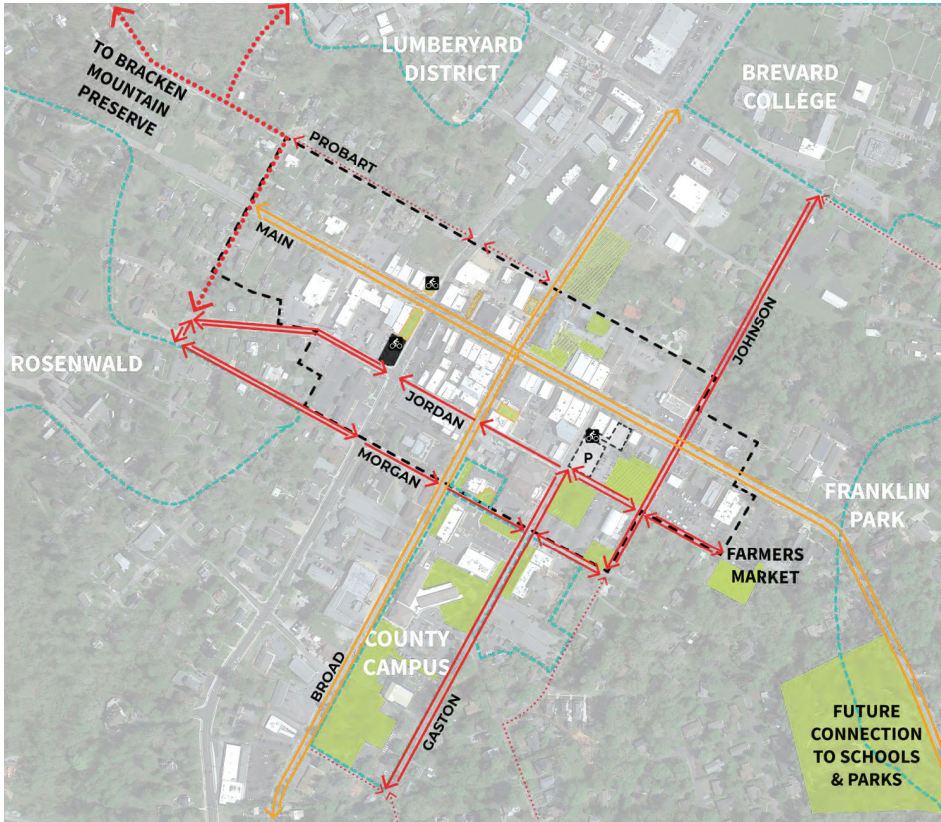 LUMBERYARD
DISTRICT
TO BRACKEN
MOUNTAIN
PRESERVE
BREVARD
COLLEGE
PROBART
MAIN
JOHNSON
ROSENWALD
JORDAN
P
MORGAN
FRANKLIN
PARK
FARMERS
MARKET
COUNTY
CAMPUS
BROAD
GASTON
FUTURE
CONNECTION
TO SCHOOLS
& PARKS